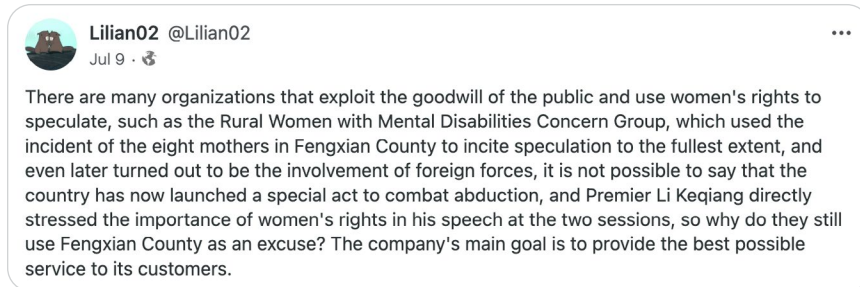 Lilian02 @Lilian02
Jul 9 ·
There are many organizations that exploit the goodwill of the public and use women's rights to
speculate, such as the Rural Women with Mental Disabilities Concern Group, which used the
incident of the eight mothers in Fengxian County to incite speculation to the fullest extent, and
even later turned out to be the involvement of foreign forces, it is not possible to say that the
country has now launched a special act to combat abduction, and Premier Li Keqiang directly
stressed the importance of women's rights in his speech at the two sessions, so why do they still
use Fengxian County as an excuse? The company's main goal is to provide the best possible
service to its customers.